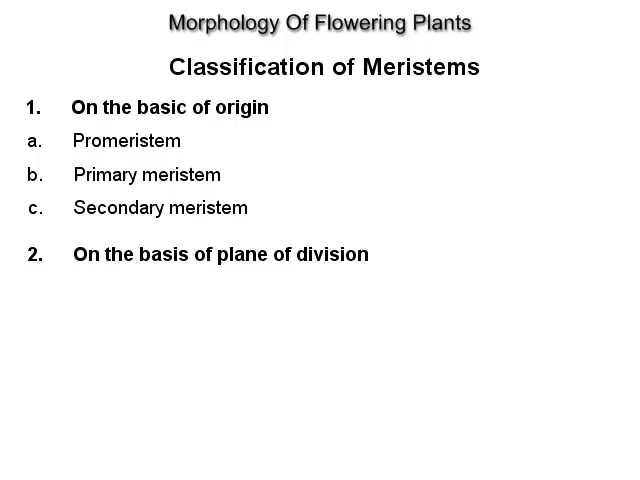 Morphology Of Flowering Plants
Classification of Meristems
1. On the basic of origin
a. Promeristem
b. Primary meristem
c. Secondary meristem
2. On the basis of plane of division